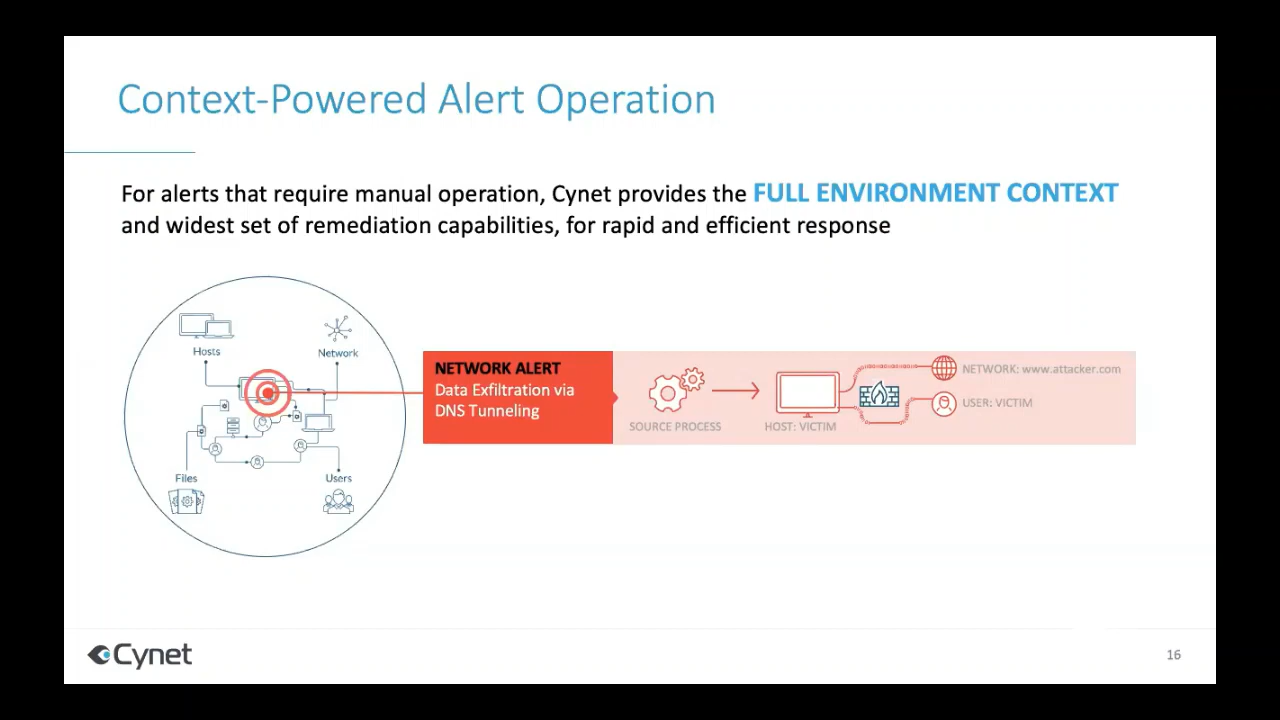 Context-Powered Alert Operation
For alerts that require manual operation, Cynet provides the FULL ENVIRONMENT CONTEXT
and widest set of remediation capabilities, for rapid and efficient response
Hosts
Network
Files
Users
NETWORK ALERT
Data Exfiltration via
DNS Tunneling
SOURCE PROCESS
HOST: VICTIM
NETWORK: www.attacker.com
USER: VICTIM
Cynet
16